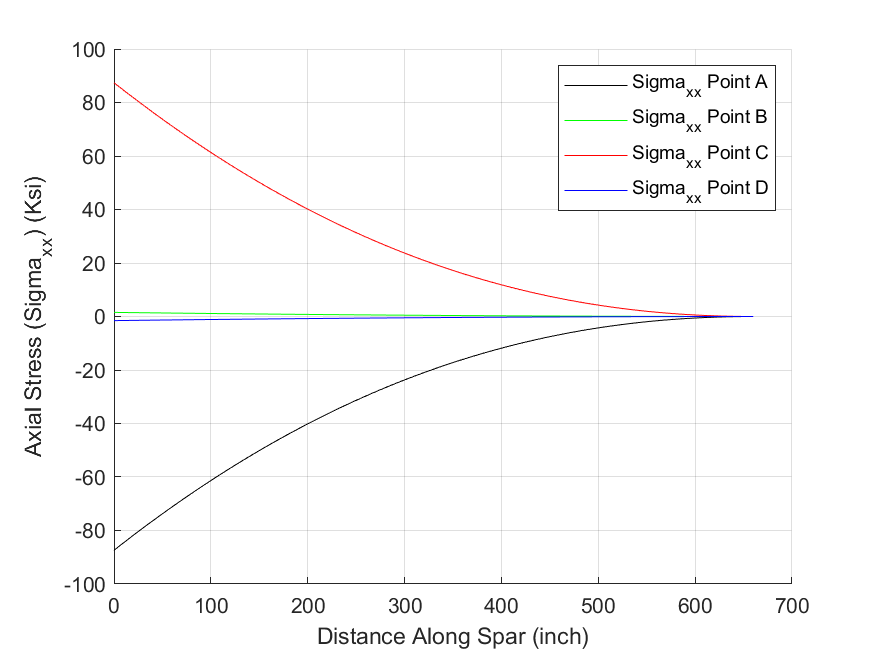 100
80
60
40
20
0
-20
-40
-60
-80
-100
0 100 200 300 400 500 600 700
Distance Along Spar (inch)
Axial Stress (Sigmaxx) (Ksi)
Sigmaxx Point A
Sigmaxx Point B
Sigmaxx Point C
Sigmaxx Point D